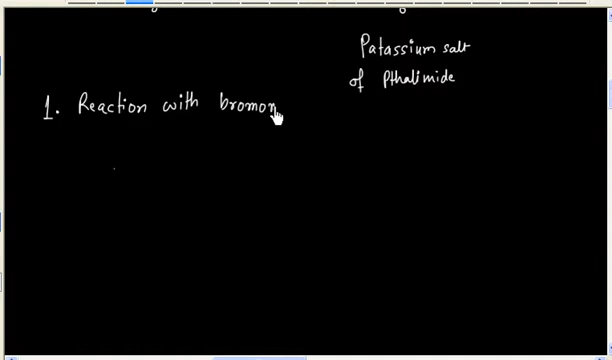 Patassium salt
of Pthalimide
1. Reaction with bromon